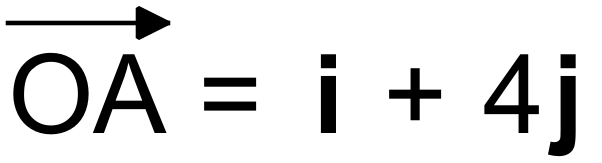 OA = i + 4j